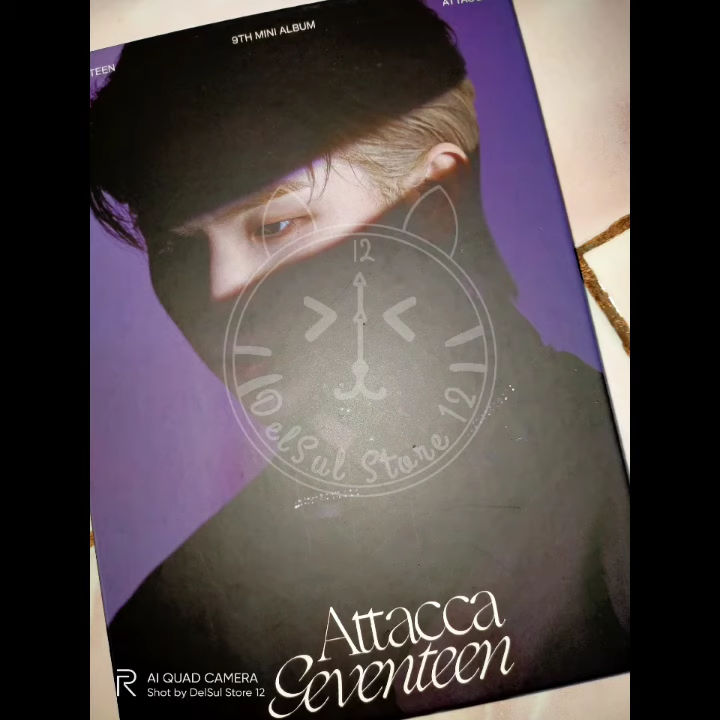 9TH MINI ALBUM
TEEN
12
DelSul Store 12
Attacca
Seventeen
AI QUAD CAMERA
Shot by DelSul Store 12